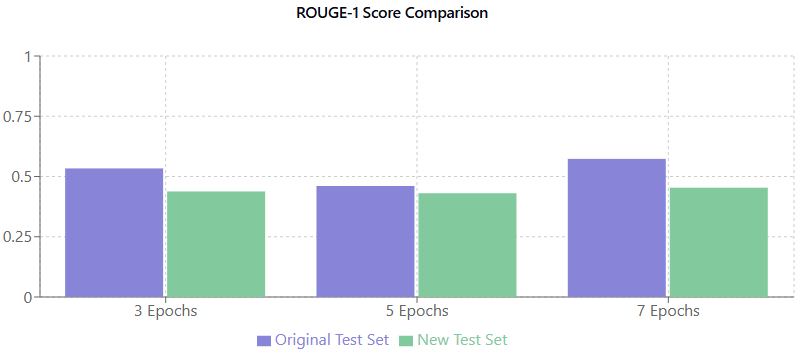 ROUGE-1 Score Comparison
1
0.75
0.5
0.25
0
3 Epochs 5 Epochs 7 Epochs
Original Test Set New Test Set